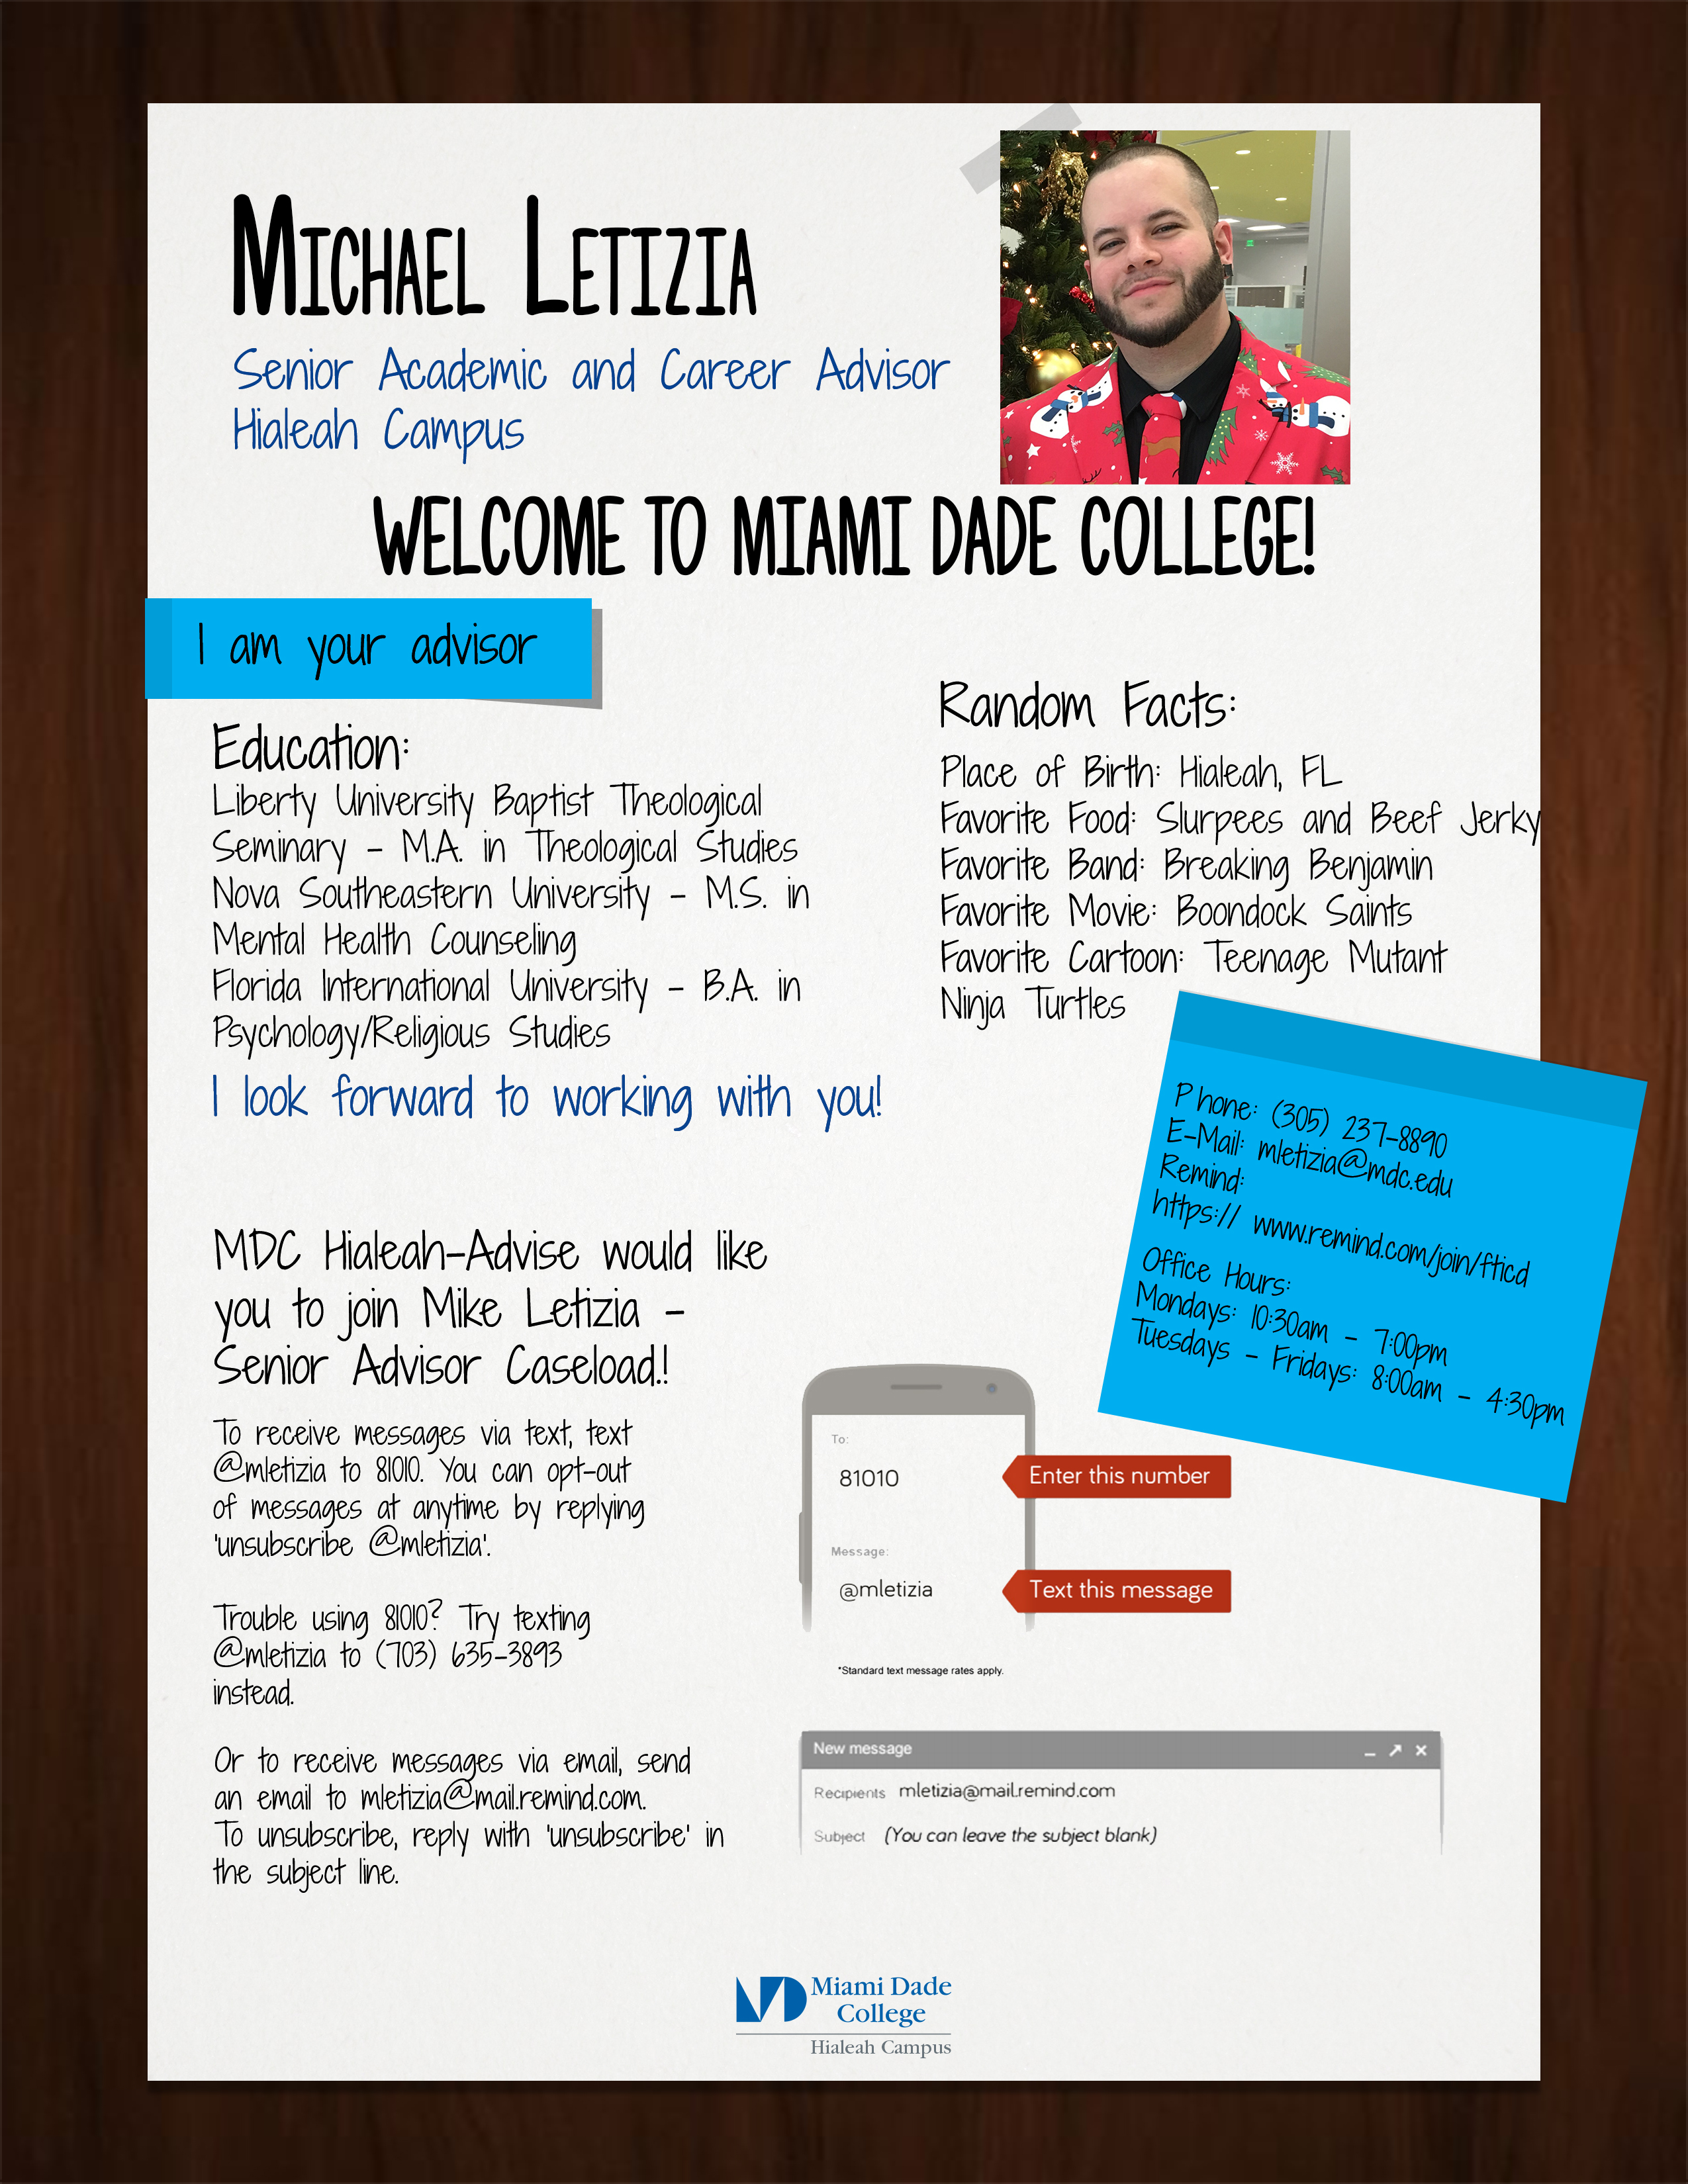 Michael Letizia
Senior Academic and Career Advisor
Hialeah Campus
WELCOME TO MIAMI DADE COLLEGE!
I am your advisor
Education:
Liberty University Baptist Theological
Seminary - M.A. in Theological Studies
Nova Southeastern University - M.S. in
Mental Health Counseling
Florida International University - B.A. in
Psychology/Religious Studies
I look forward to working with you!
Random Facts:
Place of Birth: Hialeah, FL
Favorite Food: Slurpees and Beef Jerky
Favorite Band: Breaking Benjamin
Favorite Movie: Boondock Saints
Favorite Cartoon: Teenage Mutant
Ninja Turtles
Phone: (305) 237-8890
E-Mail: mletizia@mdc.edu
Remind:
https:// www.remind.com/join/fticd
Office Hours:
Mondays: 10:30am - 7:00pm
Tuesdays - Fridays: 8:00am - 4:30pm
MDC Hialeah-Advise would like
you to join Mike Letizia -
Senior Advisor Caseload.!
To receive messages via text, text
@mletizia to 81010. You can opt-out
of messages at anytime by replying
'unsubscribe @mletizia'.
Trouble using 81010? Try texting
@mletizia to (703) 635-3893
instead.
Or to receive messages via email, send
an email to mletizia@mail.remind.com.
To unsubscribe, reply with 'unsubscribe' in
the subject line.
To:
81010
Enter this number
Message:
@mletizia
Text this message
*Standard text message rates apply.
New message
Recipients mletizia@mail.remind.com
Subject (You can leave the subject blank)
Miami Dade
College
Hialeah Campus